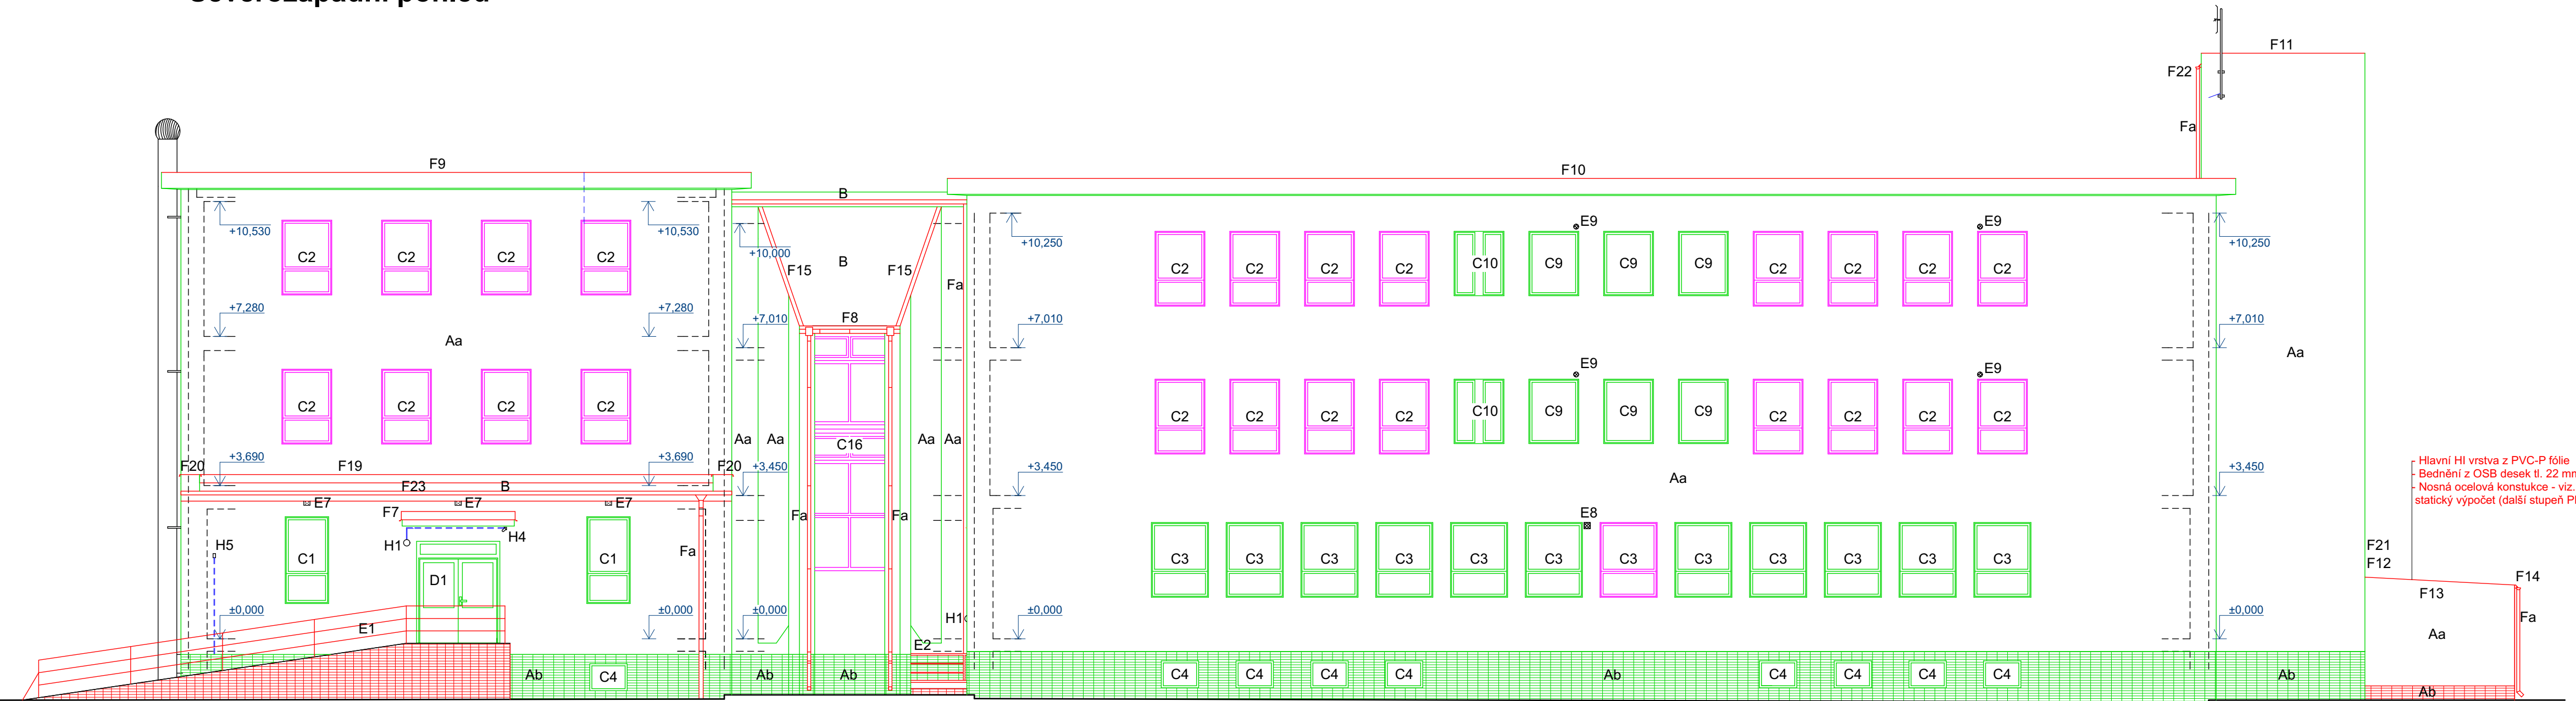 F11
F22
Fa
F9
F10
B
+10,530
+10,530
+10,000
+10,250
+10,250
E9
E9
C2
C2
C2
C2
F15
B
F15
Fa
C2
C2
C2
C2
C10
C9
C9
C9
C2
C2
C2
C2
+7,280
+7,280
+7,010
F8
+7,010
+7,010
Aa
Aa
E9
E9
C2
C2
C2
C2
C2
C2
C2
C2
C10
C9
C9
C9
C2
C2
C2
C2
Aa
Aa
C16
Aa
Aa
F20
+3,690
F19
+3,690
F20
+3,450
+3,450
+3,450
Aa
Hlavní HI vrstva z PVC-P fólie
Bednění z OSB desek tl. 22 mm
Nosná ocelová konstukce - viz.
statický výpočet (další stupeň
F23
B
E7
E7
E7
F7
Fa
Fa
E8
H5
H1
H4
C1
D1
C1
Fa
C3
C3
C3
C3
C3
C3
C3
C3
C3
C3
C3
C3
F21
F12
F14
F13
±0,000
±0,000
±0,000
±0,000
±0,000
H1
Fa
E1
E2
Aa
Ab
C4
Ab
Ab
C4
C4
C4
C4
Ab
C4
C4
C4
C4
Ab
Ab